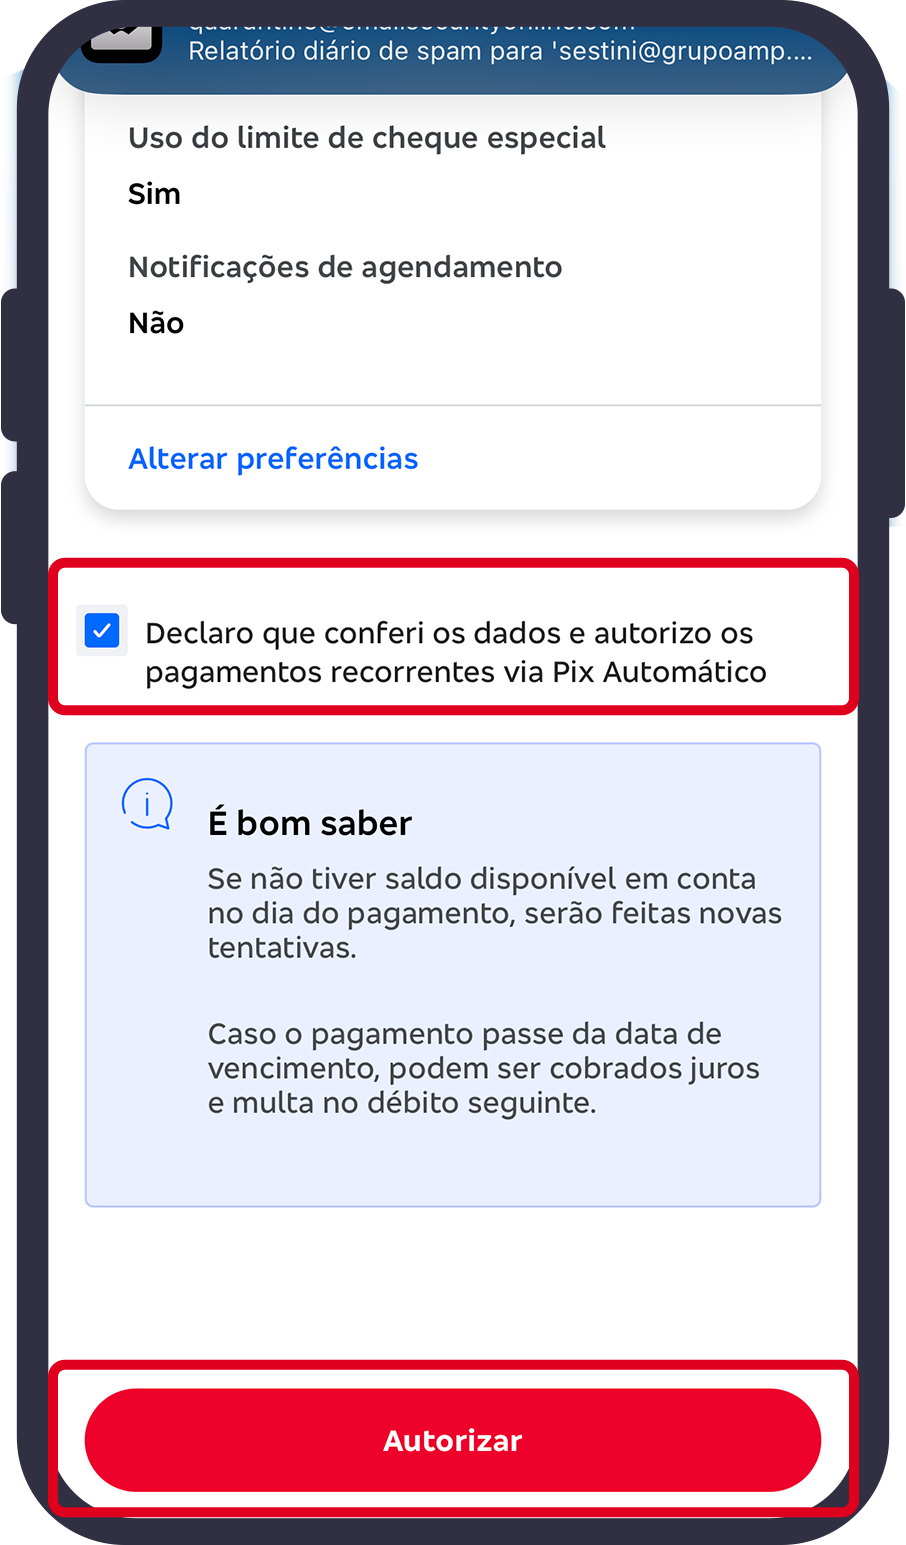 Relatório diário de spam para 'sestini@grupoamp....
Uso do limite de cheque especial
Sim
Notificações de agendamento
Não
Alterar preferências
Declaro que conferi os dados e autorizo os
pagamentos recorrentes via Pix Automático
É bom saber
Se não tiver saldo disponível em conta
no dia do pagamento, serão feitas novas
tentativas.
Caso o pagamento passe da data de
vencimento, podem ser cobrados juros
e multa no débito seguinte.
Autorizar